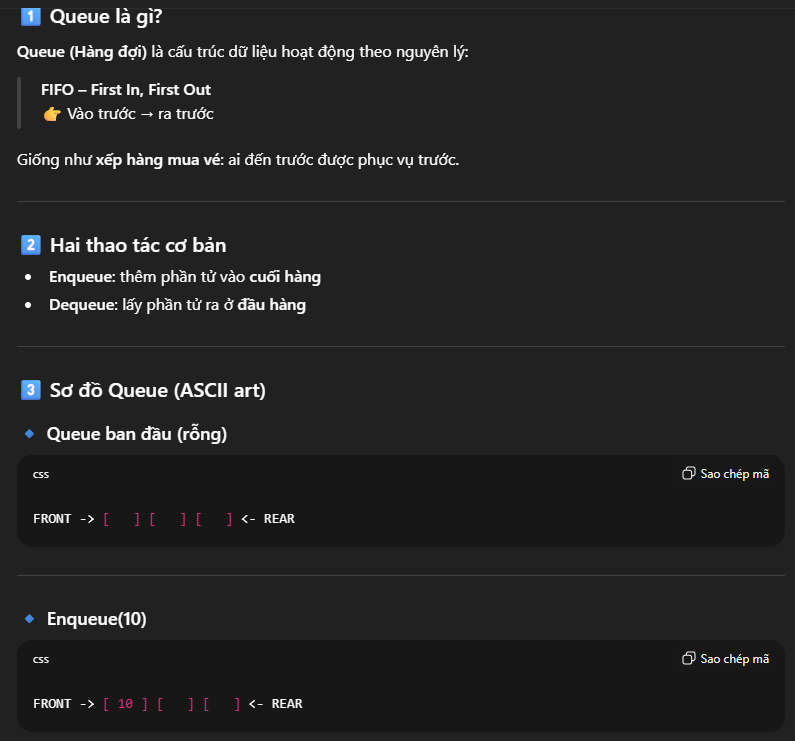 1 Queue là gì?
Queue (Hàng đợi) là cấu trúc dữ liệu hoạt động theo nguyên lý:
FIFO – First In, First Out
👉 Vào trước → ra trước
Giống như xếp hàng mua vé: ai đến trước được phục vụ trước.
2 Hai thao tác cơ bản
• Enqueue: thêm phần tử vào cuối hàng
• Dequeue: lấy phần tử ra ở đầu hàng
3 Sơ đồ Queue (ASCII art)
🔹 Queue ban đầu (rỗng)
css Sao chép mã
FRONT -> [   ] [   ] [   ] <- REAR
🔹 Enqueue(10)
css Sao chép mã
FRONT -> [ 10 ] [   ] [   ] <- REAR